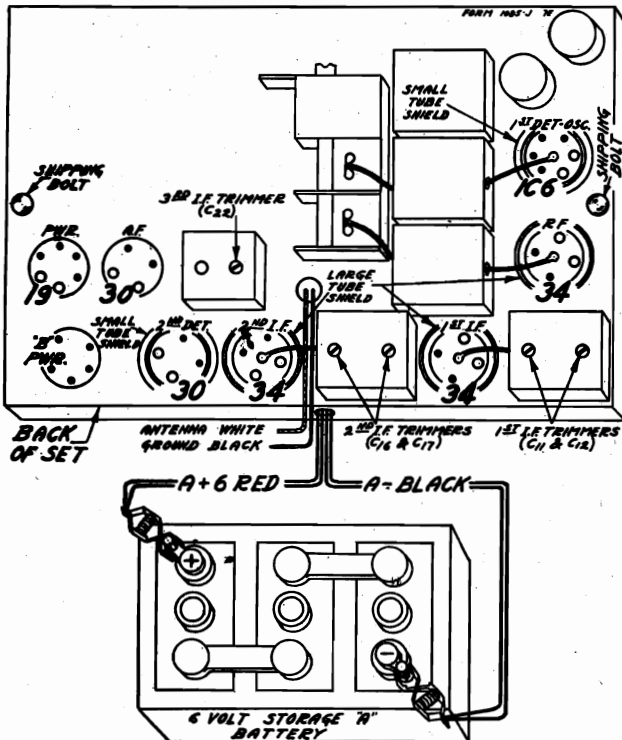 FORM 1085-J 7E
SMALL
TUBE
SHIELD
1ST DET-OSC.
1C6
SHIPPING
BOLT
SHIPPING
BOLT
3RD I.F. TRIMMER
(C22)
R.F.
34
PWR.
19
A.F.
30
LARGE
TUBE
SHIELD
"B"
PWR.
SMALL
TUBE
SHIELD
2ND DET.
30
2ND I.F.
34
1ST I.F.
34
BACK
OF SET
ANTENNA WHITE
GROUND BLACK
2ND I.F. TRIMMERS
(C16 & C17)
1ST I.F. TRIMMERS
(C11 & C12)
A+6 RED
A- BLACK
+
-
6 VOLT STORAGE "A"
BATTERY